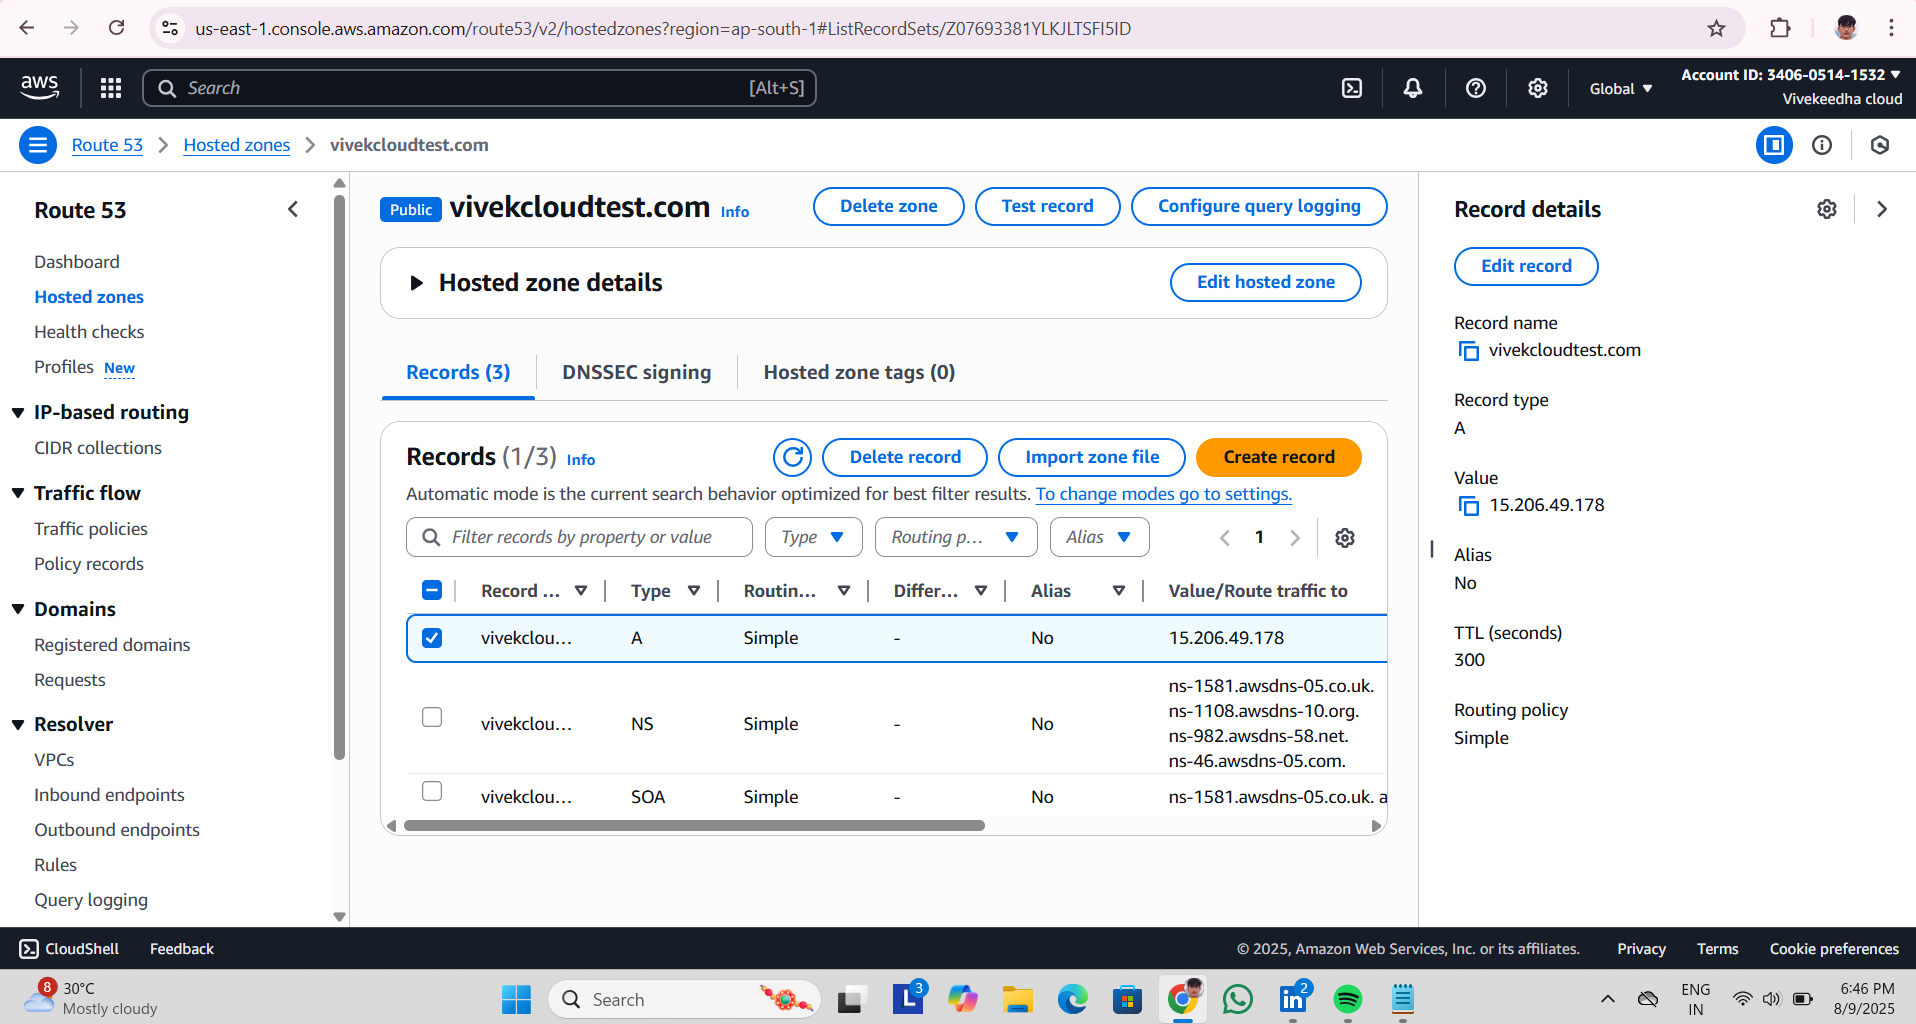 us-east-1.console.aws.amazon.com/route53/v2/hostedzones?region=ap-south-1#ListRecordSets/Z07693381YLKJLTSFI5ID
aws
Search
[Alt+S]
Global
Account ID: 3406-0514-1532
Vivekeedha cloud
Route 53
Hosted zones
vivekcloudtest.com
Route 53
Dashboard
Hosted zones
Health checks
Profiles New
IP-based routing
CIDR collections
Traffic flow
Traffic policies
Policy records
Domains
Registered domains
Requests
Resolver
VPCs
Inbound endpoints
Outbound endpoints
Rules
Query logging
Public vivekcloudtest.com Info
Delete zone
Test record
Configure query logging
Hosted zone details
Edit hosted zone
Records (3)
DNSSEC signing
Hosted zone tags (0)
Records (1/3) Info
Delete record
Import zone file
Create record
Automatic mode is the current search behavior optimized for best filter results. To change modes go to settings.
Filter records by property or value
Type
Routing p...
Alias
1
Record ... Type Routin... Differ... Alias Value/Route traffic to
vivekclou... A Simple - No 15.206.49.178
vivekclou... NS Simple - No ns-1581.awsdns-05.co.uk.
ns-1108.awsdns-10.org.
ns-982.awsdns-58.net.
ns-46.awsdns-05.com.
vivekclou... SOA Simple - No ns-1581.awsdns-05.co.uk. a
Record details
Edit record
Record name
vivekcloudtest.com
Record type
A
Value
15.206.49.178
Alias
No
TTL (seconds)
300
Routing policy
Simple
CloudShell
Feedback
© 2025, Amazon Web Services, Inc. or its affiliates.
Privacy
Terms
Cookie preferences
8
30°C
Mostly cloudy
Search
L
3
in
2
ENG
IN
6:46 PM
8/9/2025